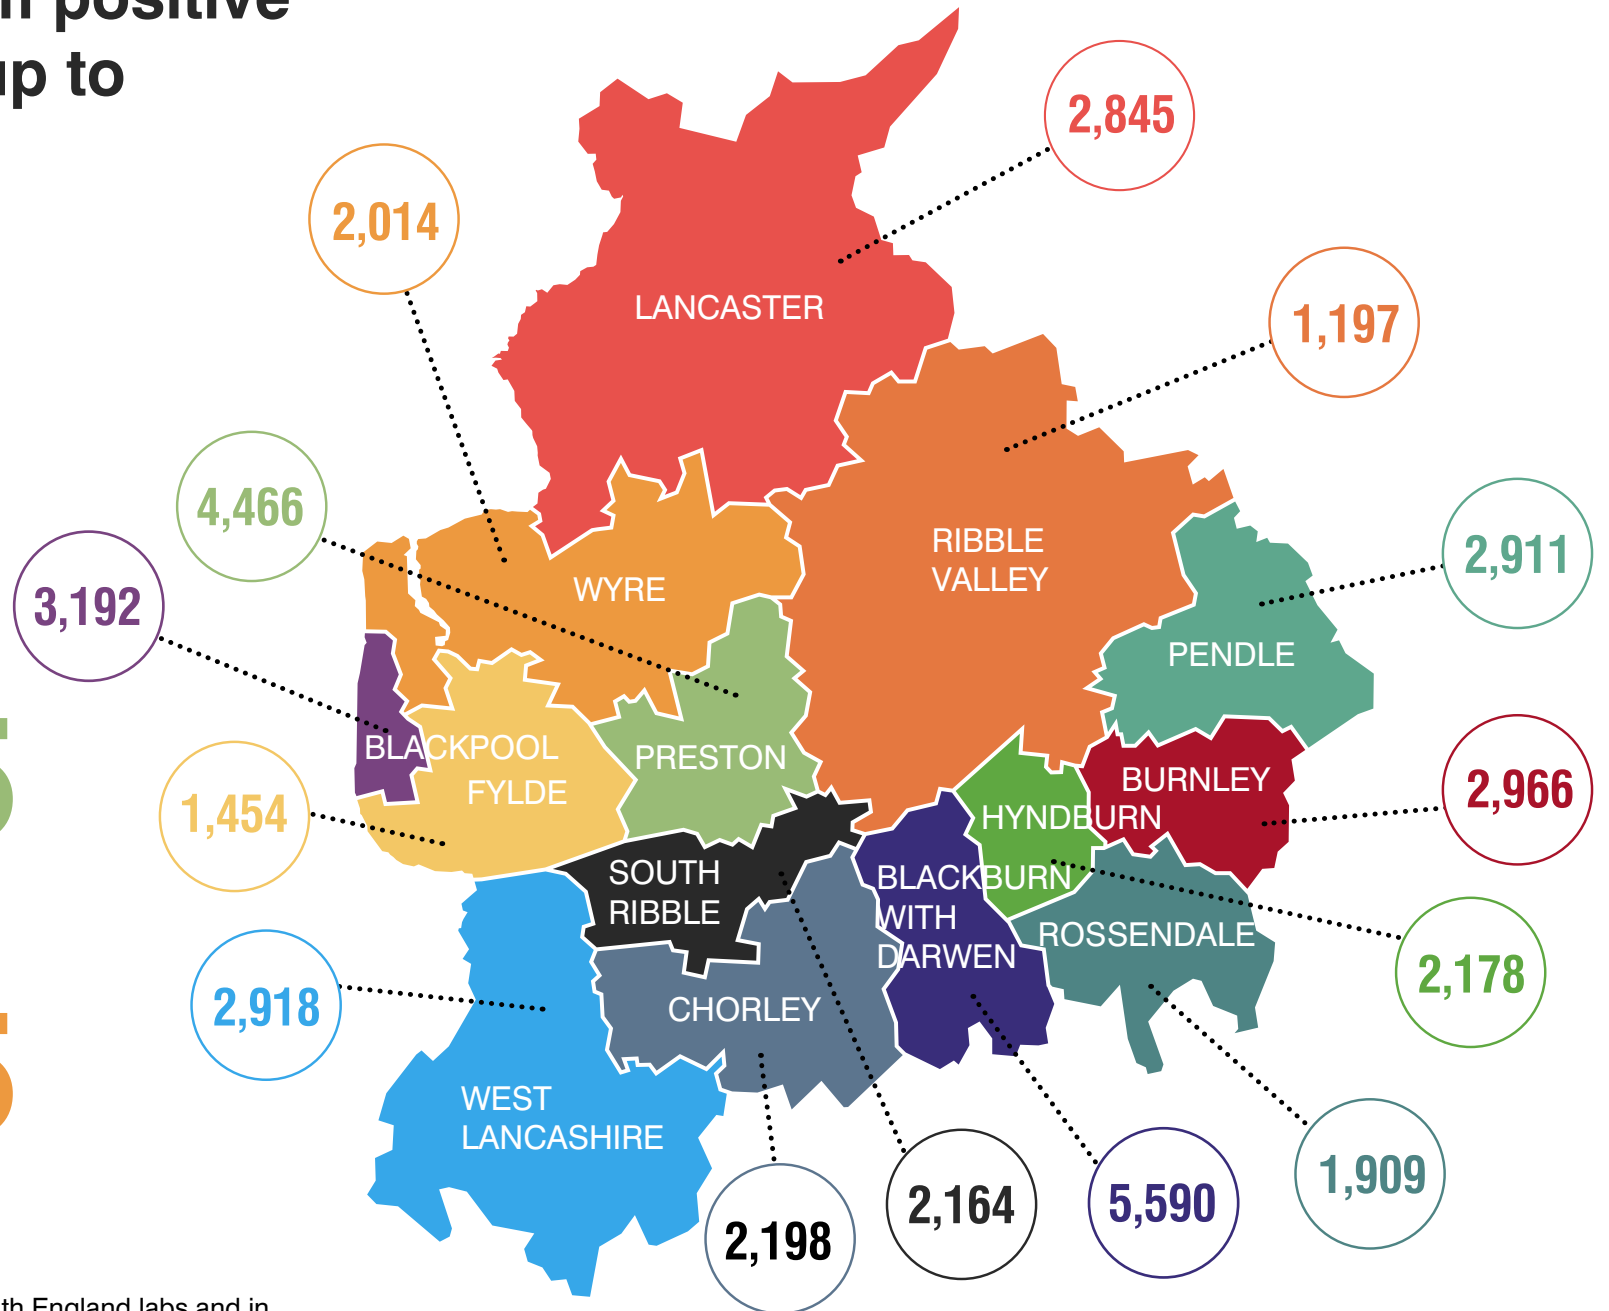 positive
up to
2,845
2,014
1,197
LANCASTER
4,466
3,192
2,911
RIBBLE
VALLEY
WYRE
PENDLE
BLACKPOOL
PRESTON
FYLDE
1,454
BURNLEY
2,966
HYNDBURN
SOUTH
RIBBLE
BLACKBURN
WITH
DARWEN
ROSSENDALE
2,918
CHORLEY
2,178
WEST
LANCASHIRE
2,198
2,164
5,590
1,909
England labs and in